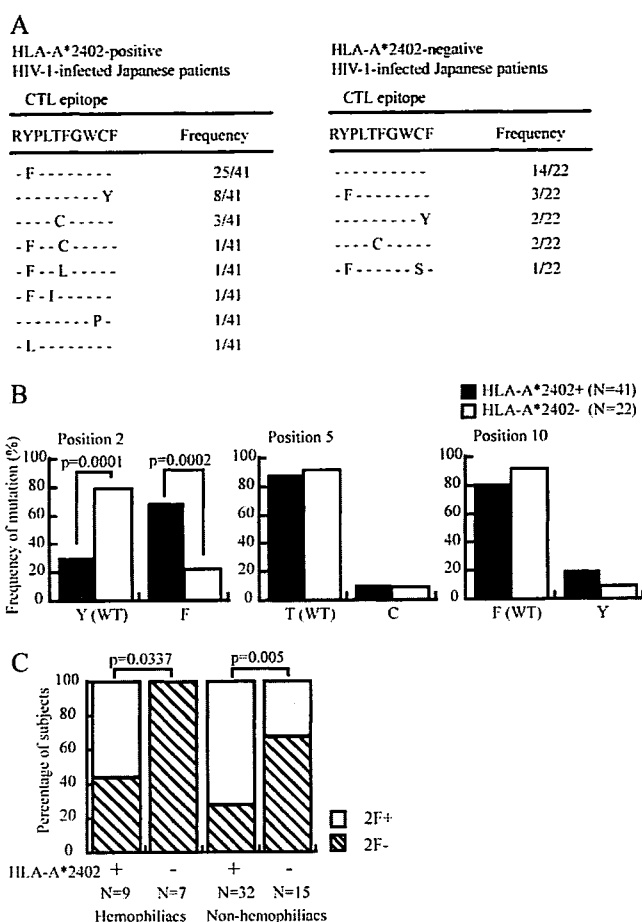 A
HLA-A*2402-positive
HIV-1-infected Japanese patients
CTL epitope
RYPLTFGWCF Frequency
-F-------- 25/41
---------Y 8/41
----C----- 3/41
-F--C----- 1/41
-F--L----- 1/41
-F-I------ 1/41
--------P- 1/41
-L-------- 1/41
HLA-A*2402-negative
HIV-1-infected Japanese patients
CTL epitope
RYPLTFGWCF Frequency
---------- 14/22
-F-------- 3/22
---------Y 2/22
----C----- 2/22
-F------S- 1/22
B
HLA-A*2402+ (N=41)
HLA-A*2402- (N=22)
Frequency of mutation (%)
Position 2
p=0.0001 p=0.0002
100
80
60
40
20
0
Y (WT) F
Position 5
100
80
60
40
20
0
T (WT) C
Position 10
100
80
60
40
20
0
F (WT) Y
C
p=0.0337 p=0.005
Percentage of subjects
100
80
60
40
20
0
2F+
2F-
HLA-A*2402 + - + -
N=9 N=7 N=32 N=15
Hemophiliacs Non-hemophiliacs